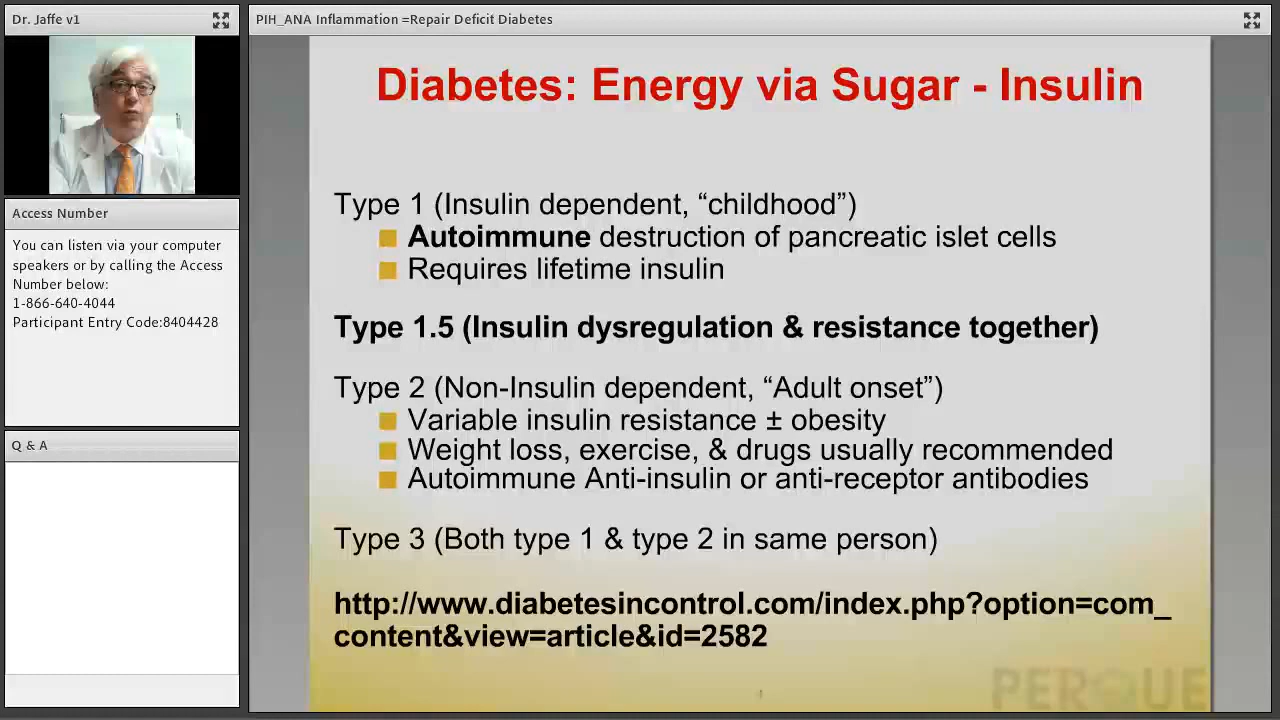 Dr. Jaffe v1
PIH_ANA Inflammation =Repair Deficit Diabetes
Access Number
You can listen via your computer
speakers or by calling the Access
Number below:
1-866-640-4044
Participant Entry Code:8404428
Q & A
Diabetes: Energy via Sugar - Insulin
Type 1 (Insulin dependent, “childhood”)
Autoimmune destruction of pancreatic islet cells
Requires lifetime insulin
Type 1.5 (Insulin dysregulation & resistance together)
Type 2 (Non-Insulin dependent, “Adult onset”)
Variable insulin resistance ± obesity
Weight loss, exercise, & drugs usually recommended
Autoimmune Anti-insulin or anti-receptor antibodies
Type 3 (Both type 1 & type 2 in same person)
http://www.diabetesincontrol.com/index.php?option=com_
content&view=article&id=2582
PERQUE